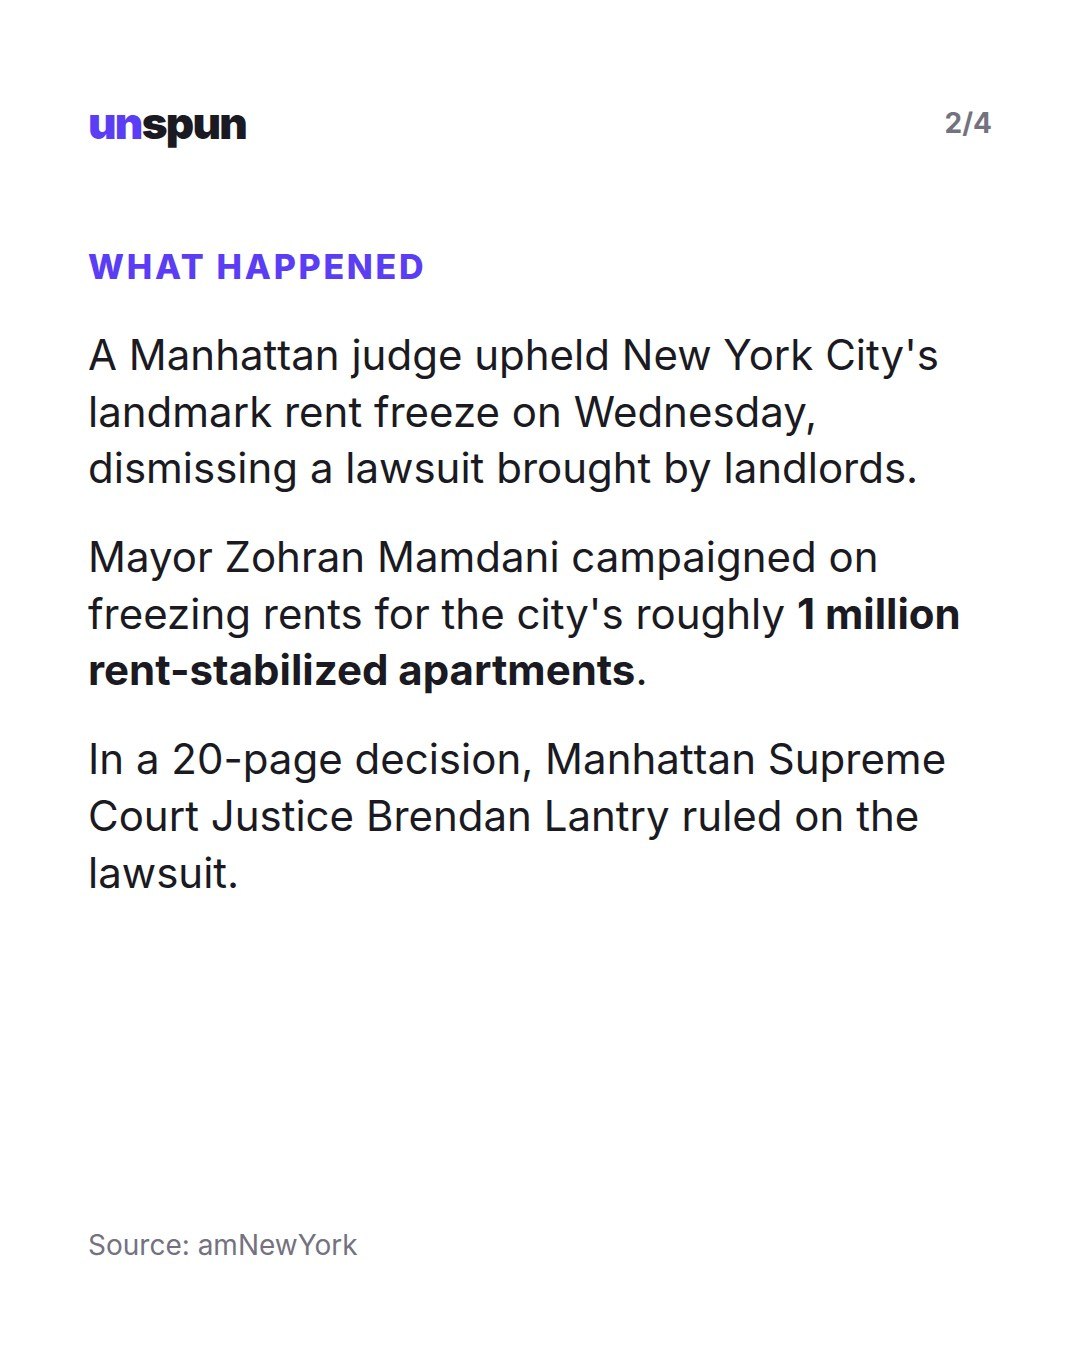 unspun
2/4
WHAT HAPPENED
A Manhattan judge upheld New York City's
landmark rent freeze on Wednesday,
dismissing a lawsuit brought by landlords.
Mayor Zohran Mamdani campaigned on
freezing rents for the city's roughly 1 million
rent-stabilized apartments.
In a 20-page decision, Manhattan Supreme
Court Justice Brendan Lantry ruled on the
lawsuit.
Source: amNewYork